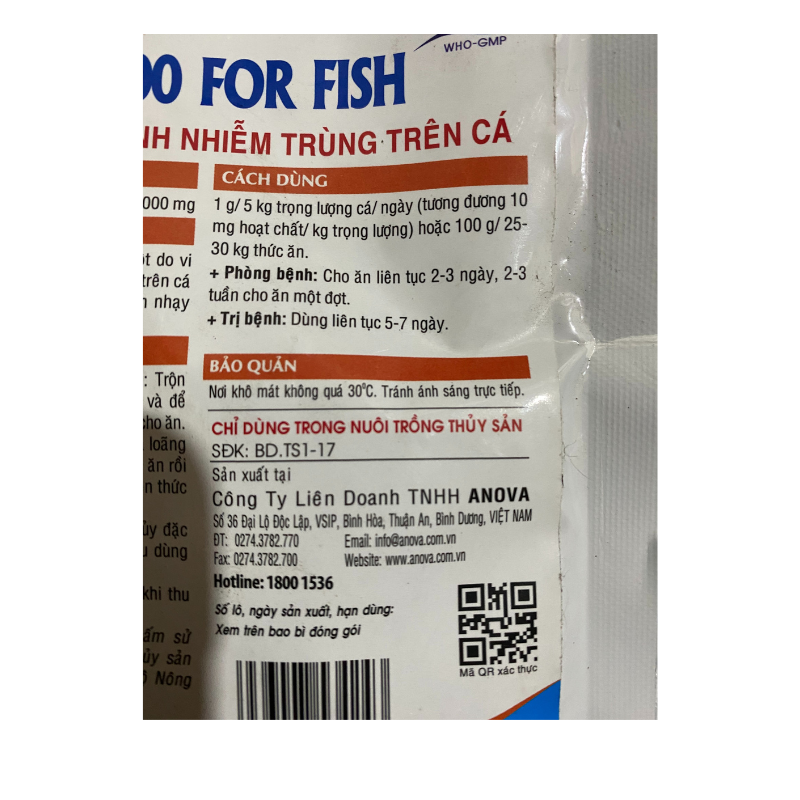 WHO-GMP
00 FOR FISH
NH NHIỄM TRÙNG TRÊN CÁ
CÁCH DÙNG
000 mg
1 g/ 5 kg trọng lượng cá/ ngày (tương đương 10
mg hoạt chất/ kg trọng lượng) hoặc 100 g/ 25-
30 kg thức ăn.
+ Phòng bệnh: Cho ăn liên tục 2-3 ngày, 2-3
tuần cho ăn một đợt.
+ Trị bệnh: Dùng liên tục 5-7 ngày.
do vi
trên cá
nhạy
BẢO QUẢN
Nơi khô mát không quá 30°C. Tránh ánh sáng trực tiếp.
: Trộn
và để
cho ăn.
loãng
ăn rồi
thức
CHỈ DÙNG TRONG NUÔI TRỒNG THỦY SẢN
SĐK: BD.TS1-17
Sản xuất tại
Công Ty Liên Doanh TNHH ANOVA
Số 36 Đại Lộ Độc Lập, VSIP, Bình Hòa, Thuận An, Bình Dương, VIỆT NAM
ĐT: 0274.3782.770 Email: info@anova.com.vn
Fax: 0274.3782.700 Website: www.anova.com.vn
Hotline: 1800 1536
đặc
dùng
khi thu
sử
sản
Nông
Số lô, ngày sản xuất, hạn dùng:
Xem trên bao bì đóng gói
Mã QR xác thực